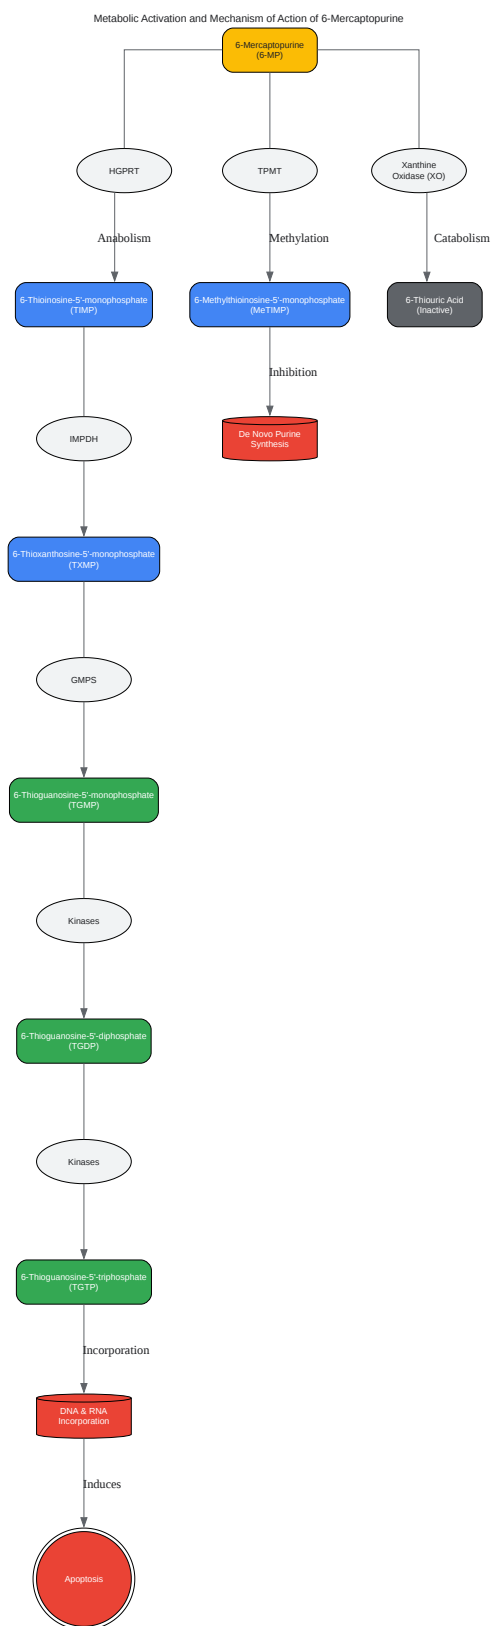 Metabolic Activation and Mechanism of Action of 6-Mercaptopurine
6-Mercaptopurine
(6-MP)
HGPRT
TPMT
Xanthine
Oxidase (XO)
Anabolism
Methylation
Catabolism
6-Thioinosine-5'-monophosphate
(TIMP)
6-Methylthioinosine-5'-monophosphate
(MeTIMP)
6-Thiouric Acid
(Inactive)
Inhibition
IMPDH
De Novo Purine
Synthesis
6-Thioxanthosine-5'-monophosphate
(TXMP)
GMPS
6-Thioguanosine-5'-monophosphate
(TGMP)
Kinases
6-Thioguanosine-5'-diphosphate
(TGDP)
Kinases
6-Thioguanosine-5'-triphosphate
(TGTP)
Incorporation
DNA & RNA
Incorporation
Induces
Apoptosis